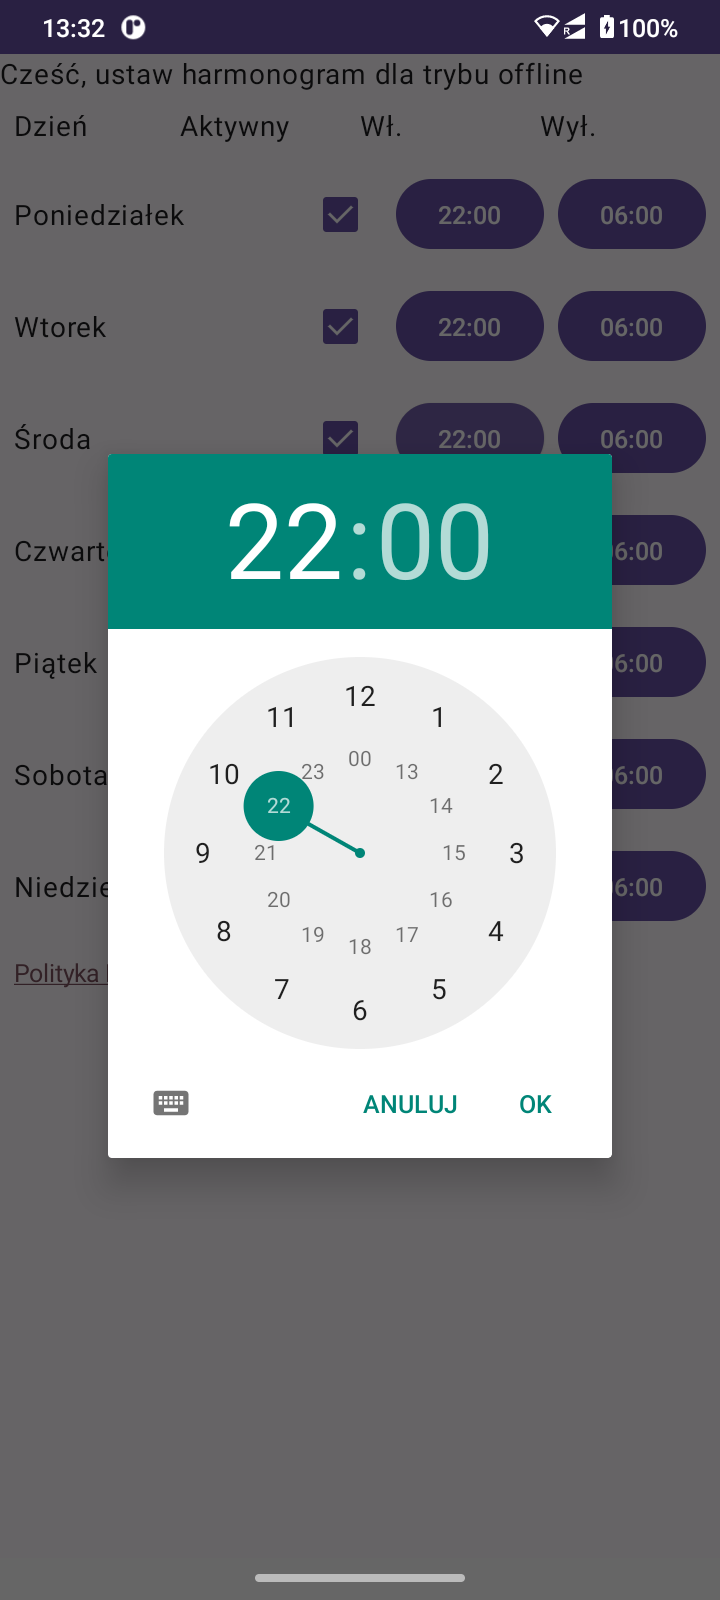 13:32 100%
Cześć, ustaw harmonogram dla trybu offline
Dzień Aktywny Wł. Wył.
Poniedziałek 22:00 06:00
Wtorek 22:00 06:00
Środa 22:00 06:00
22:00
Czwart 06:00
Piątek 06:00
Sobota 06:00
Niedzie 06:00
Polityka
12
11 1
00
23 13
10 2
22 14
9 21 15 3
20 16
8 4
19 17
18
7 5
6
ANULUJ OK